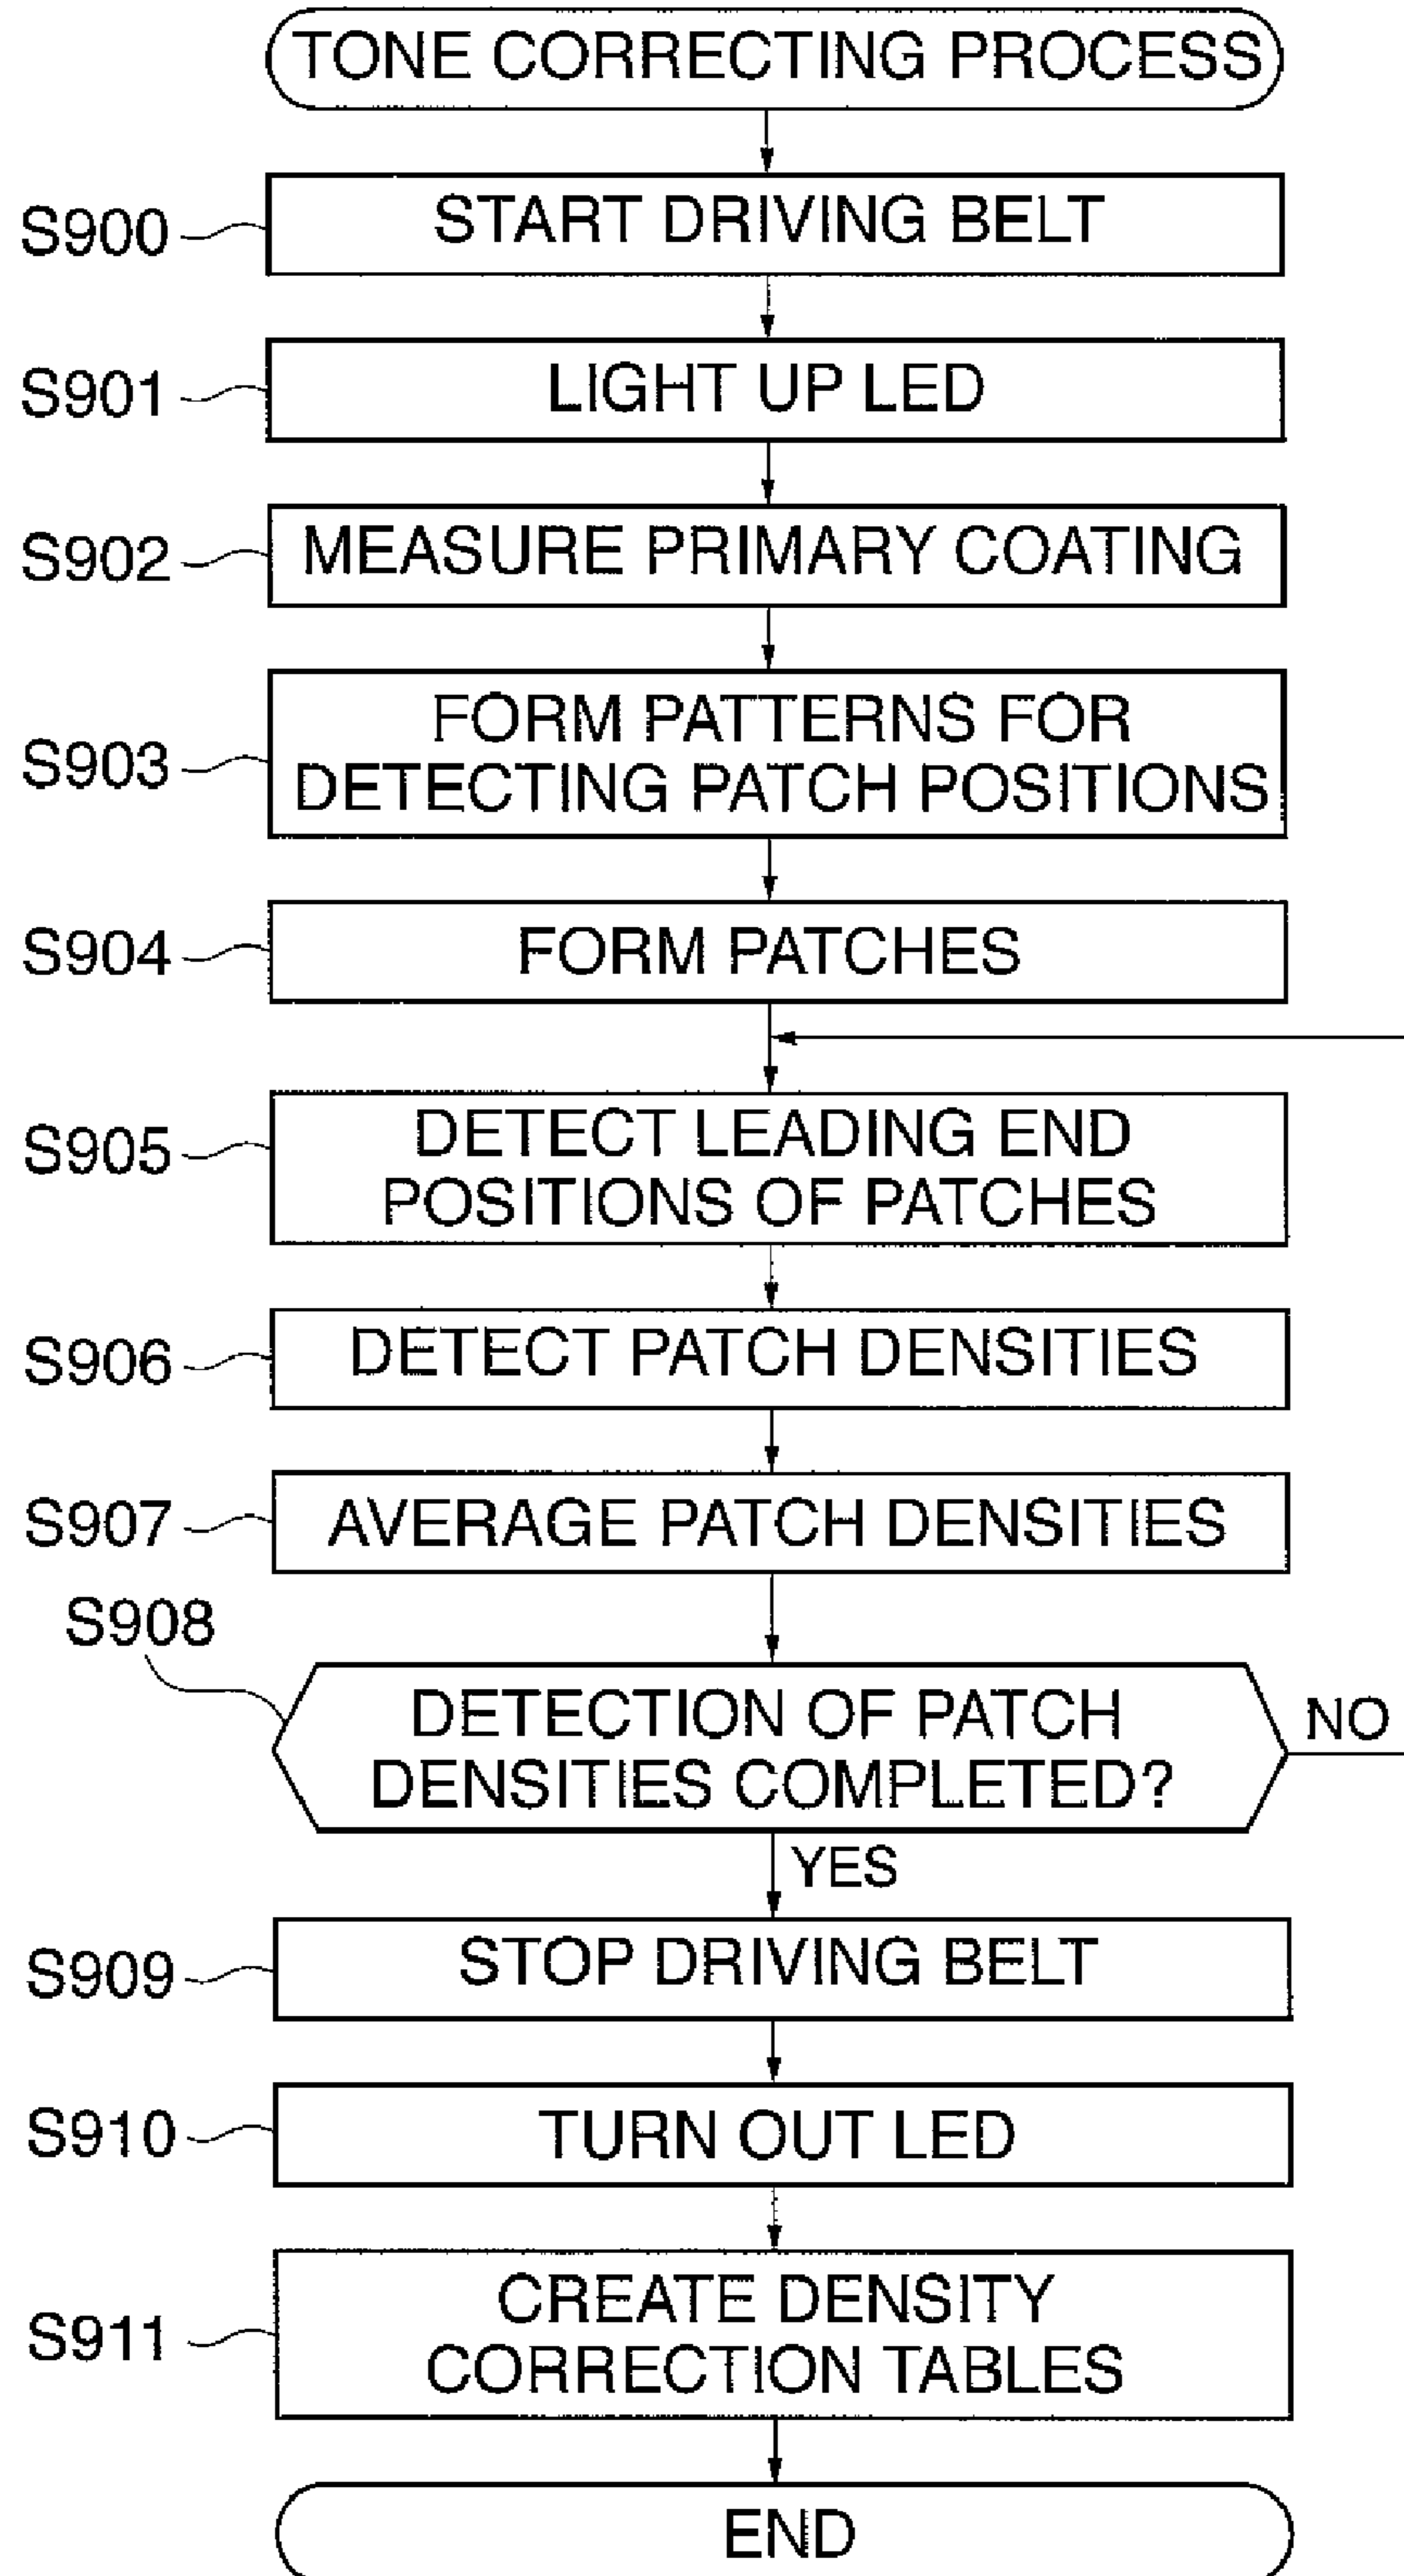 TONE CORRECTING PROCESS
S900
START DRIVING BELT
S901
LIGHT UP LED
S902
MEASURE PRIMARY COATING
S903
FORM PATTERNS FOR
DETECTING PATCH POSITIONS
S904
FORM PATCHES
S905
DETECT LEADING END
POSITIONS OF PATCHES
S906
DETECT PATCH DENSITIES
S907
AVERAGE PATCH DENSITIES
S908
DETECTION OF PATCH
DENSITIES COMPLETED?
NO
YES
S909
STOP DRIVING BELT
S910
TURN OUT LED
S911
CREATE DENSITY
CORRECTION TABLES
END